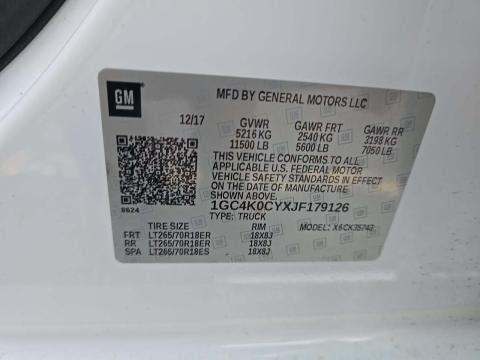 GM
MFD BY GENERAL MOTORS LLC
12/17
GVWR GAWR FRT GAWR RR
5216 KG 2540 KG 3198 KG
11500 LB 5600 LB 7050 LB
THIS VEHICLE CONFORMS TO ALL APPLICABLE
U.S. FEDERAL MOTOR
VEHICLE SAFETY STANDARDS IN EFFECT
ON THE DATE OF MANUFACTURE
SHOWN ABOVE.
1GC4K0CYXJF179126
8624
TYPE: TRUCK
TIRE SIZE RIM MODEL:
FRT LT265/70R18ER 18X8J
RR LT265/70R18ER 18X8J
SPA LT265/70R18ES 18X8J